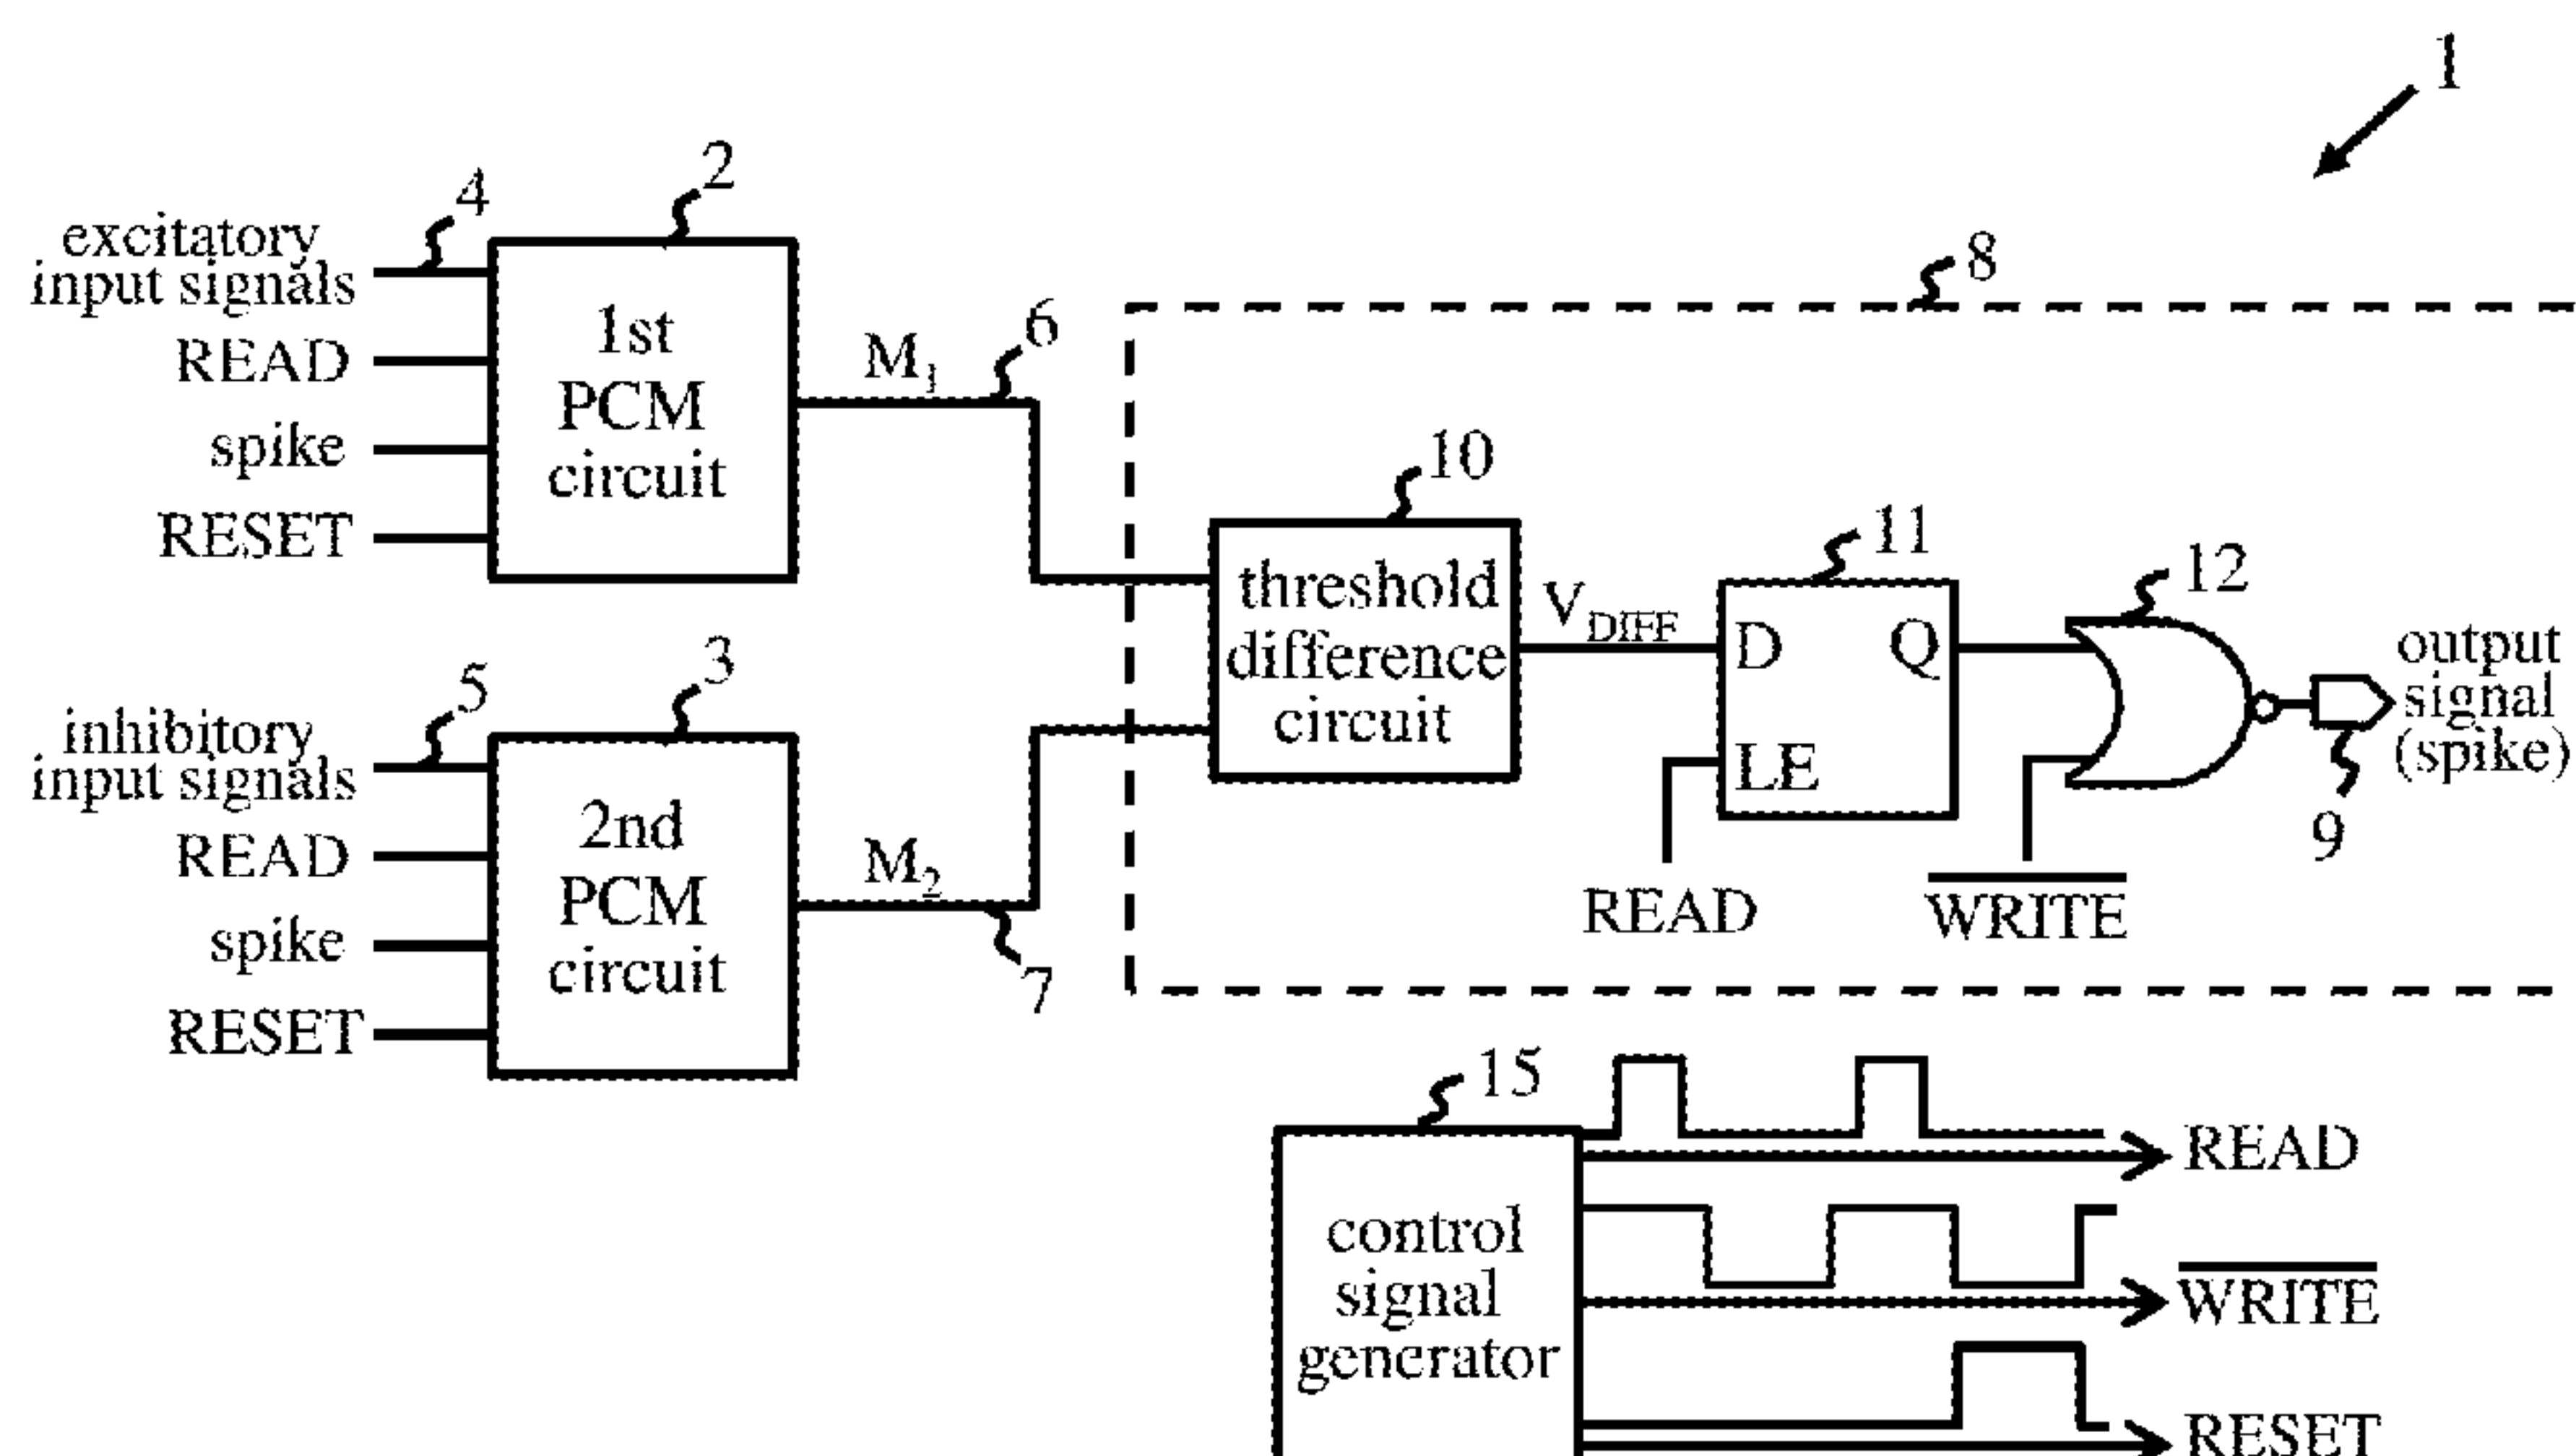 1
2
4
excitatory
input signals
READ
spike
RESET
1st
PCM
circuit
M1
6
8
3
5
inhibitory
input signals
READ
spike
RESET
2nd
PCM
circuit
M2
7
10
threshold
difference
circuit
VDIFF
11
D
Q
LE
READ
12
WRITE
output
signal
(spike)
9
15
control
signal
generator
READ
WRITE
RESET